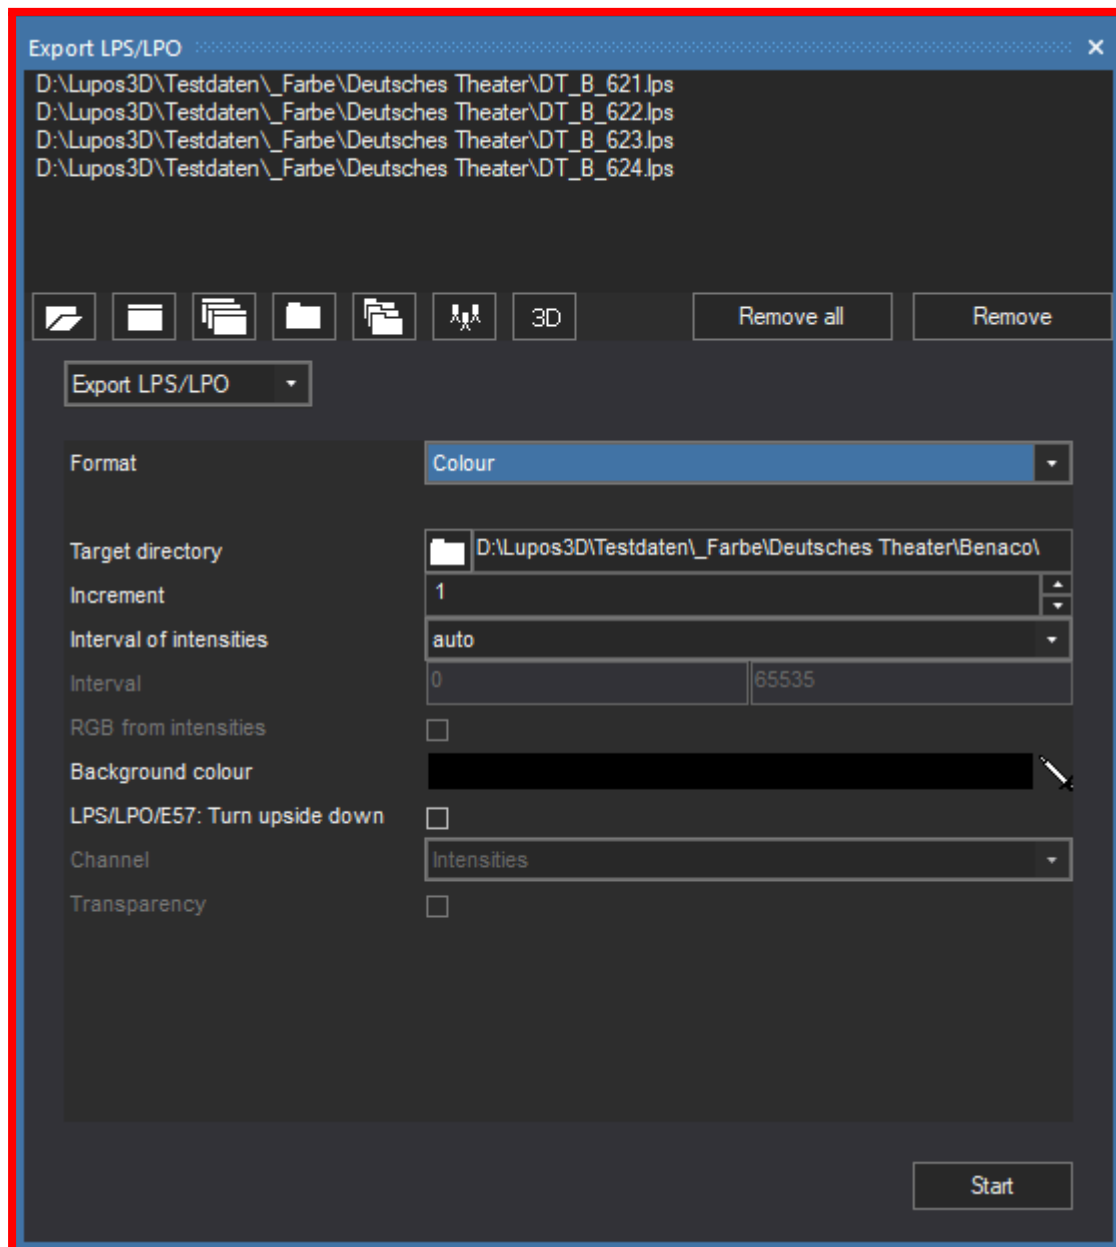 Export LPS/LPO
D:\Lupos3D\Testdaten\_Farbe\Deutsches Theater\DT_B_621.lps
D:\Lupos3D\Testdaten\_Farbe\Deutsches Theater\DT_B_622.lps
D:\Lupos3D\Testdaten\_Farbe\Deutsches Theater\DT_B_623.lps
D:\Lupos3D\Testdaten\_Farbe\Deutsches Theater\DT_B_624.lps
3D Remove all Remove
Export LPS/LPO
Format Colour
Target directory D:\Lupos3D\Testdaten\_Farbe\Deutsches Theater\Benaco\
Increment 1
Interval of intensities auto
Interval 0 65535
RGB from intensities
Background colour
LPS/LPO/E57: Turn upside down
Channel Intensities
Transparency
Start